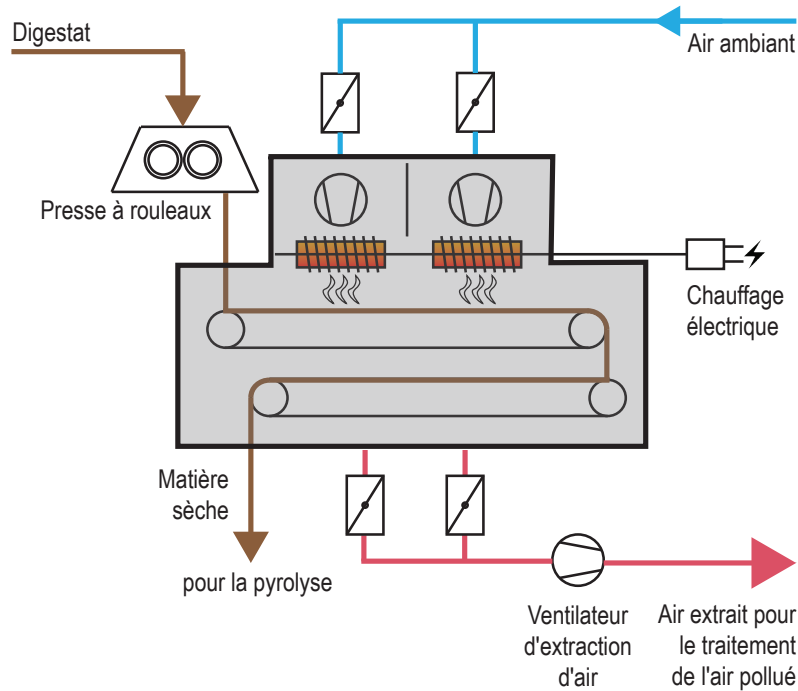 Digestat
Air ambiant
Presse à rouleaux
Chauffage
électrique
Matière
sèche
pour la pyrolyse
Ventilateur
d'extraction
d'air
Air extrait pour
le traitement
de l'air pollué